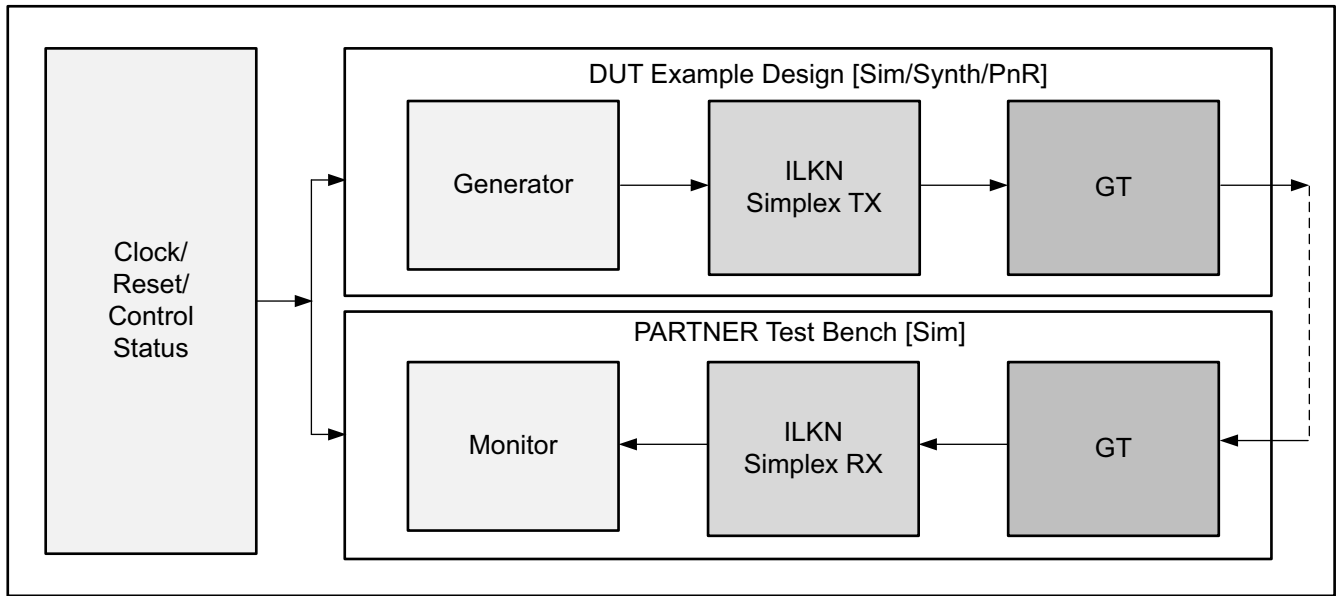 Clock/
Reset/
Control
Status
DUT Example Design [Sim/Synth/PnR]
Generator
ILKN
Simplex TX
GT
PARTNER Test Bench [Sim]
Monitor
ILKN
Simplex RX
GT